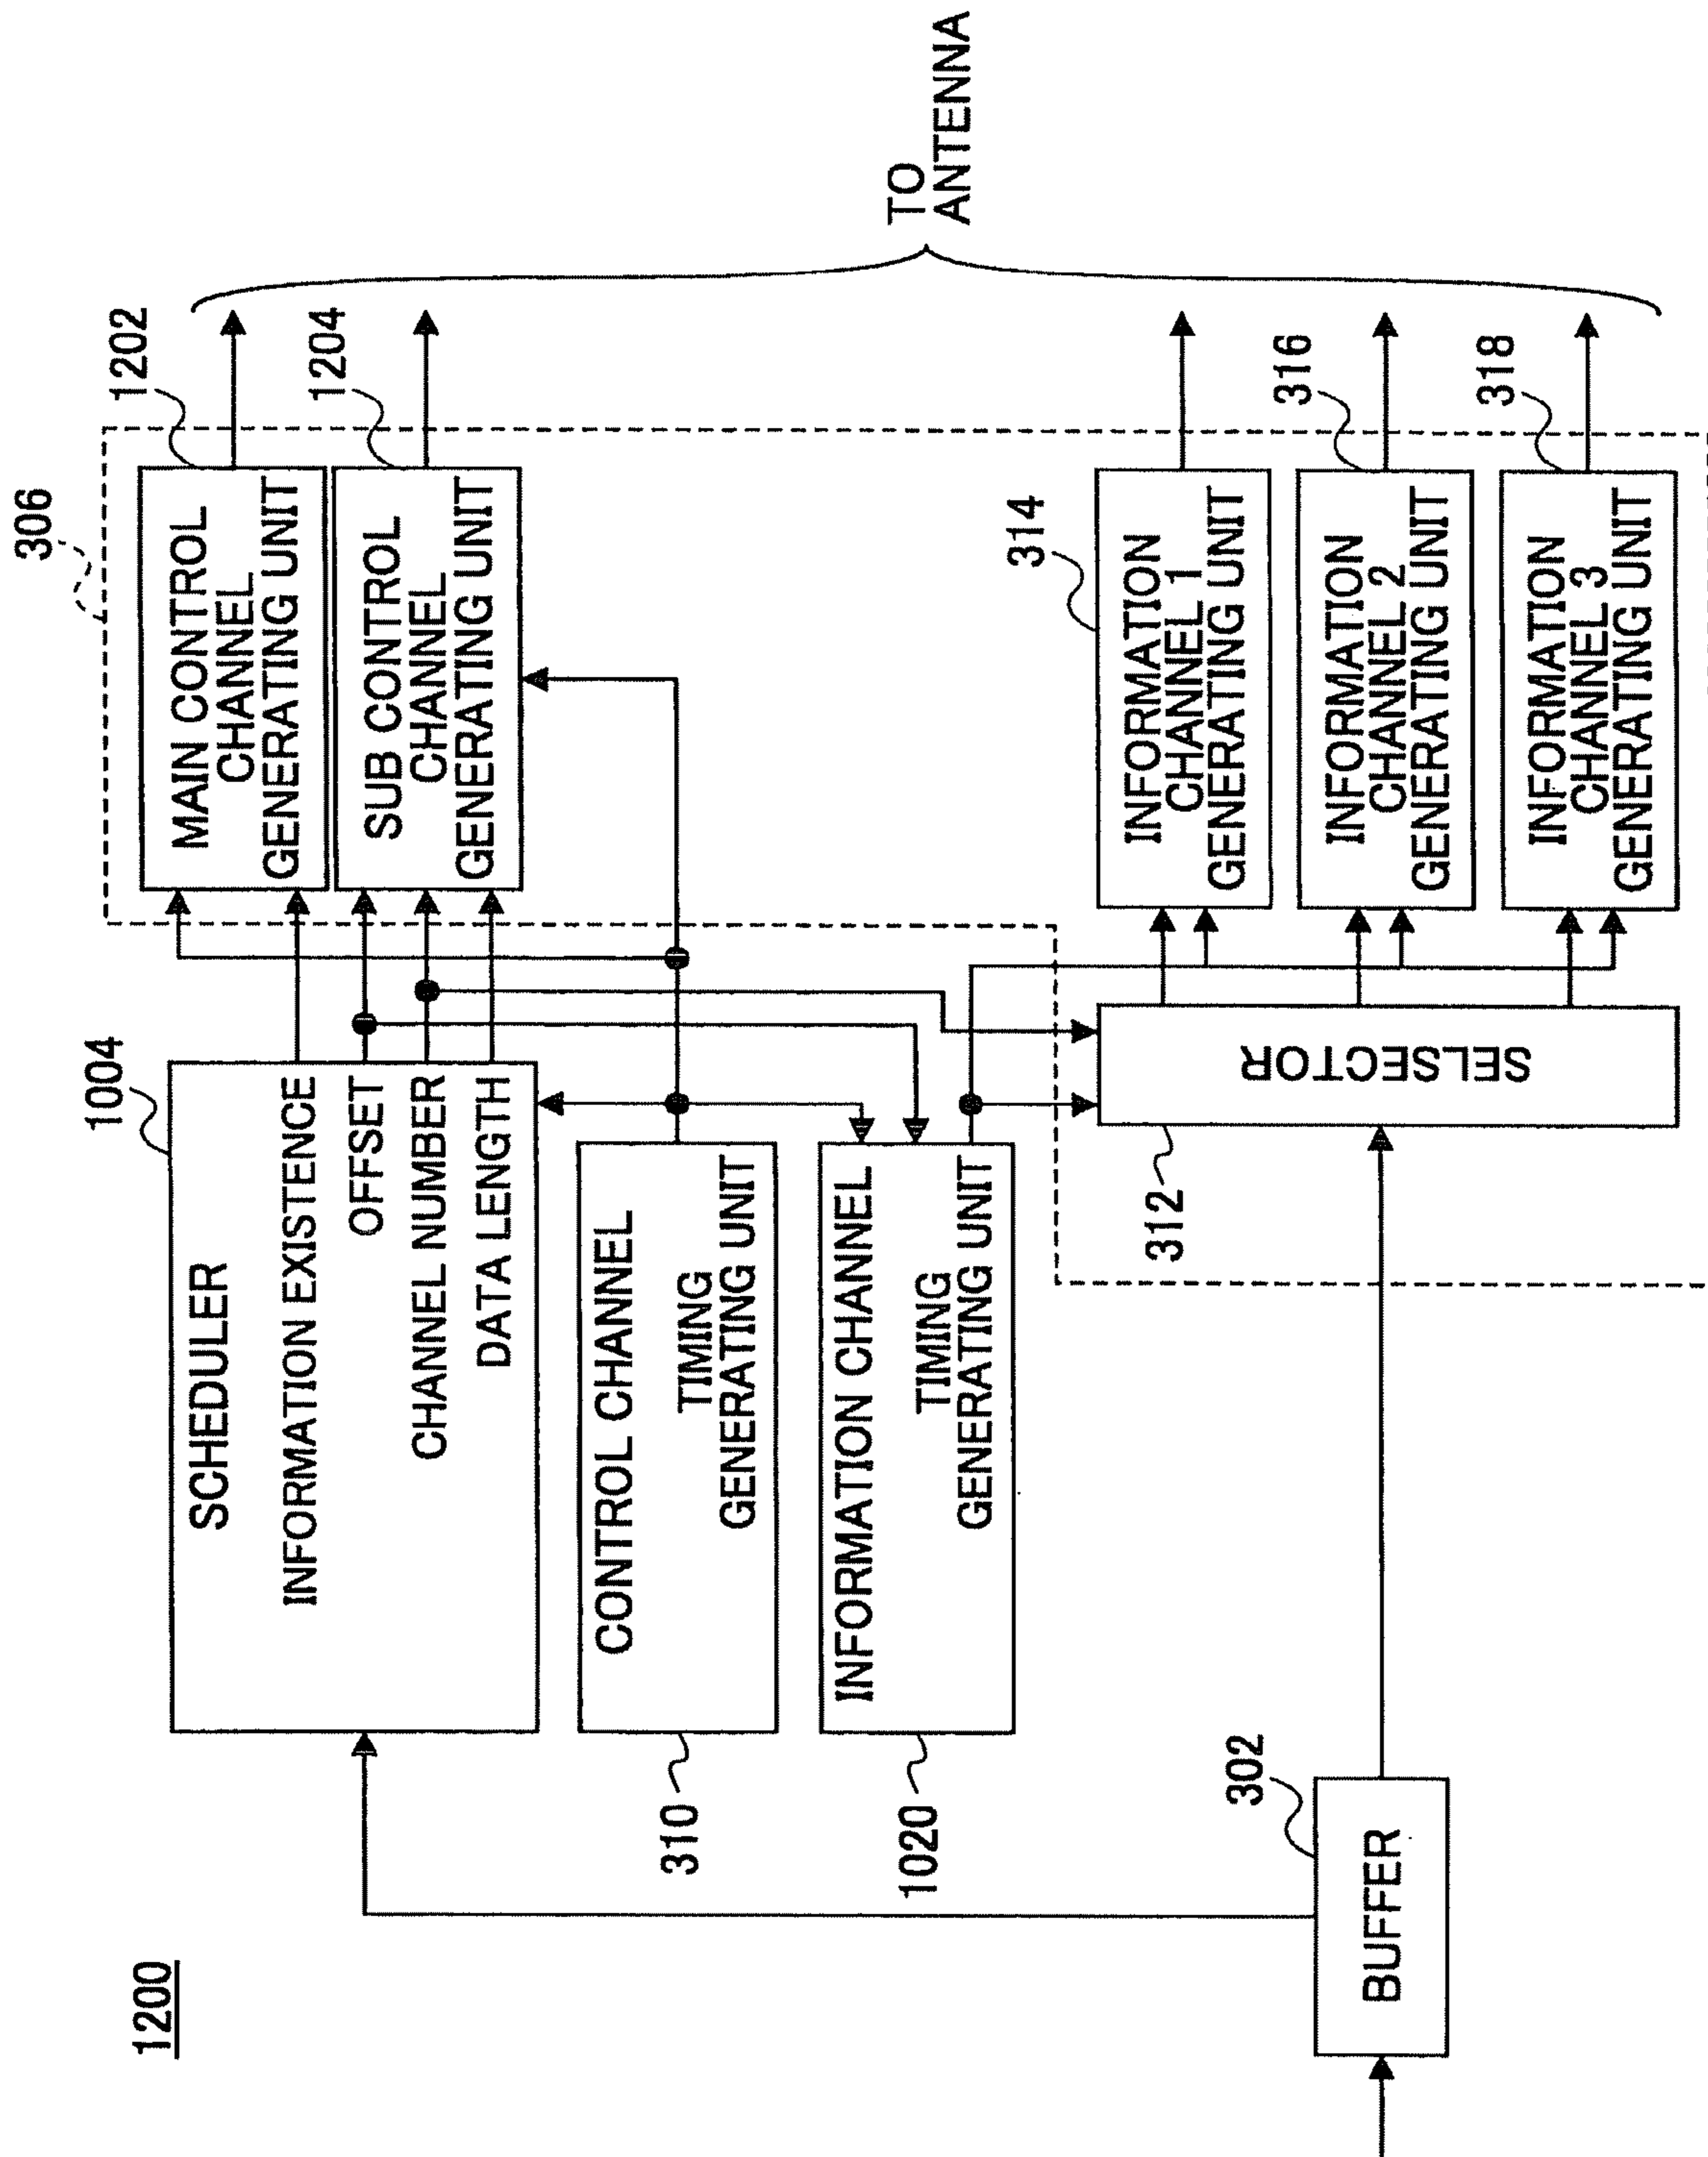 1200
306
1004
SCHEDULER
INFORMATION EXISTENCE
OFFSET
CHANNEL NUMBER
DATA LENGTH
1202
MAIN CONTROL
CHANNEL
GENERATING UNIT
1204
SUB CONTROL
CHANNEL
GENERATING UNIT
CONTROL CHANNEL
TIMING
GENERATING UNIT
310
INFORMATION CHANNEL
TIMING
GENERATING UNIT
1020
TO
ANTENNA
314
INFORMATION
CHANNEL 1
GENERATING UNIT
316
INFORMATION
CHANNEL 2
GENERATING UNIT
318
INFORMATION
CHANNEL 3
GENERATING UNIT
312
SELSECTOR
302
BUFFER